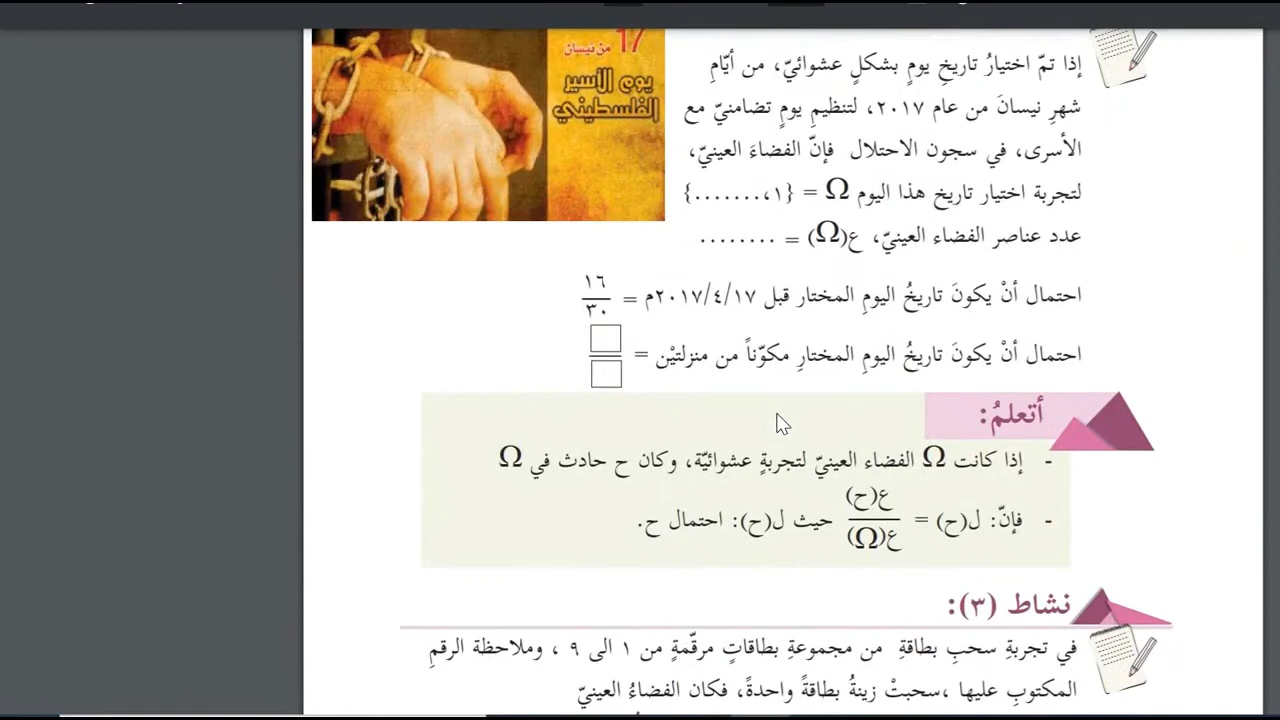 17 من نيسان
يوم الأسير
الفلسطيني
إذا تمّ اختيارُ تاريخِ يومٍ بشكلٍ عشوائيّ، من أيّامِ
شهرِ نيسانَ من عام ٢٠١٧، لتنظيمِ يومٍ تضامنيّ مع
الأسرى، في سجون الاحتلال فإنّ الفضاءَ العينيّ،
لتجربة اختيار تاريخ هذا اليوم Ω = {١،.......}
عدد عناصر الفضاء العينيّ، ع(Ω) = ........
احتمال أنْ يكونَ تاريخُ اليومِ المختار قبل ٢٠١٧/٤/١٧م = ١٦/٣٠
احتمال أنْ يكونَ تاريخُ اليومِ المختارِ مكوّناً من منزلتيْن = □/□
أتعلمُ:
- إذا كانت Ω الفضاء العينيّ لتجربةٍ عشوائيّة، وكان ح حادث في Ω
- فإنّ: ل(ح) = ع(ح)/ع(Ω) حيث ل(ح): احتمال ح.
نشاط (٣):
في تجربةِ سحبِ بطاقةِ من مجموعةِ بطاقاتٍ مرقّمةٍ من ١ الى ٩ ، وملاحظة الرقمِ
المكتوبِ عليها ،سحبتْ زينةُ بطاقةً واحدةً، فكان الفضاءُ العينيّ